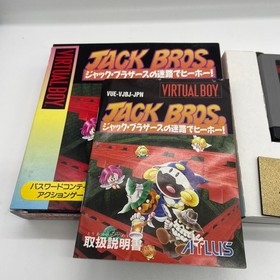 VIRTUAL BOY
JACK BROS.
ジャック・ブラザースの迷路でヒーホー!
VUE-VJBJ-JPN
VIRTUAL BOY
JACK BROS.
ジャック・ブラザースの迷路でヒーホー!
パスワードコンテ
アクションゲー
取扱説明書
ATLUS